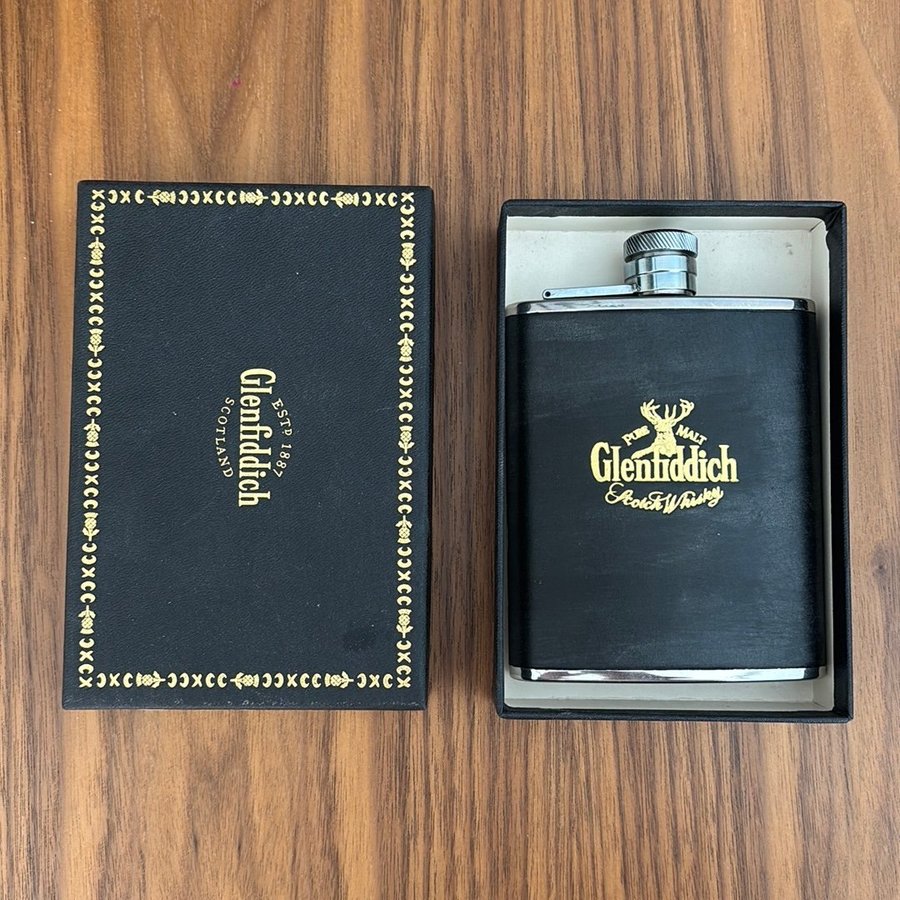 ESTD 1887
Glenfiddich
SCOTLAND
PURE MALT
Glenfiddich
Scotch Whisky